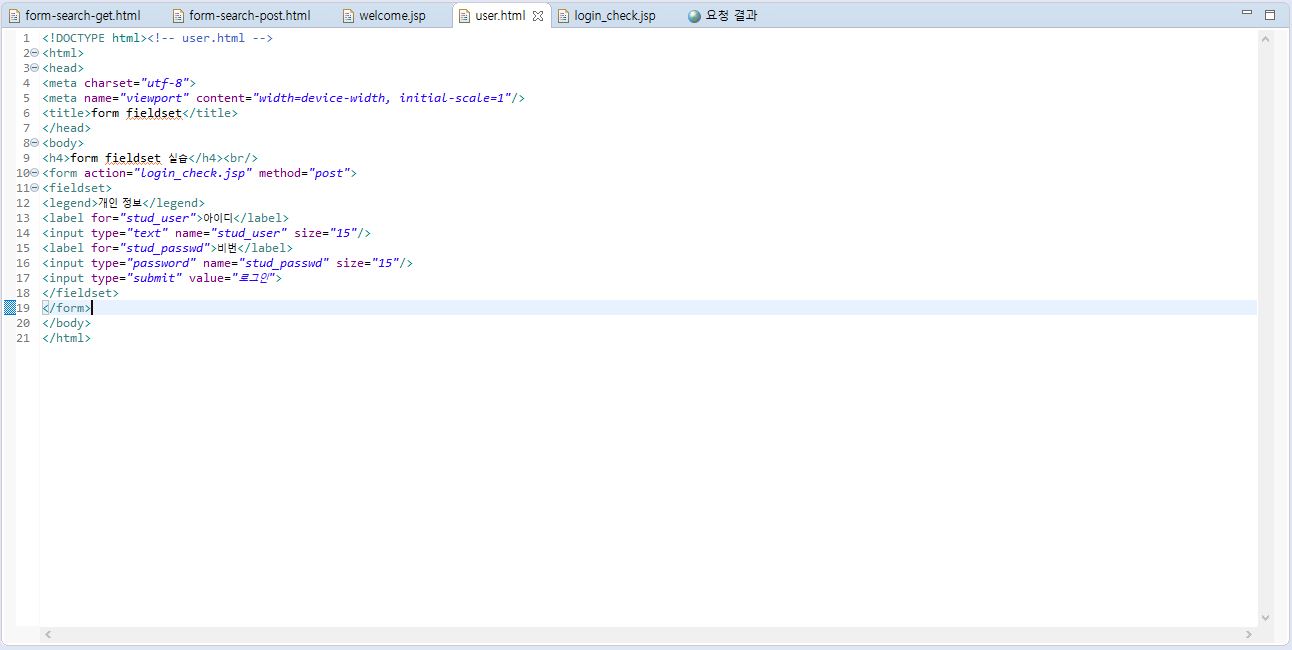 form-search-get.html form-search-post.html welcome.jsp user.html login_check.jsp 요청 결과
1 <!DOCTYPE html><!-- user.html -->
2 <html>
3 <head>
4 <meta charset="utf-8">
5 <meta name="viewport" content="width=device-width, initial-scale=1"/>
6 <title>form fieldset</title>
7 </head>
8 <body>
9 <h4>form fieldset 실습</h4><br/>
10 <form action="login_check.jsp" method="post">
11 <fieldset>
12 <legend>개인 정보</legend>
13 <label for="stud_user">아이디</label>
14 <input type="text" name="stud_user" size="15"/>
15 <label for="stud_passwd">비번</label>
16 <input type="password" name="stud_passwd" size="15"/>
17 <input type="submit" value="로그인">
18 </fieldset>
19 </form>
20 </body>
21 </html>